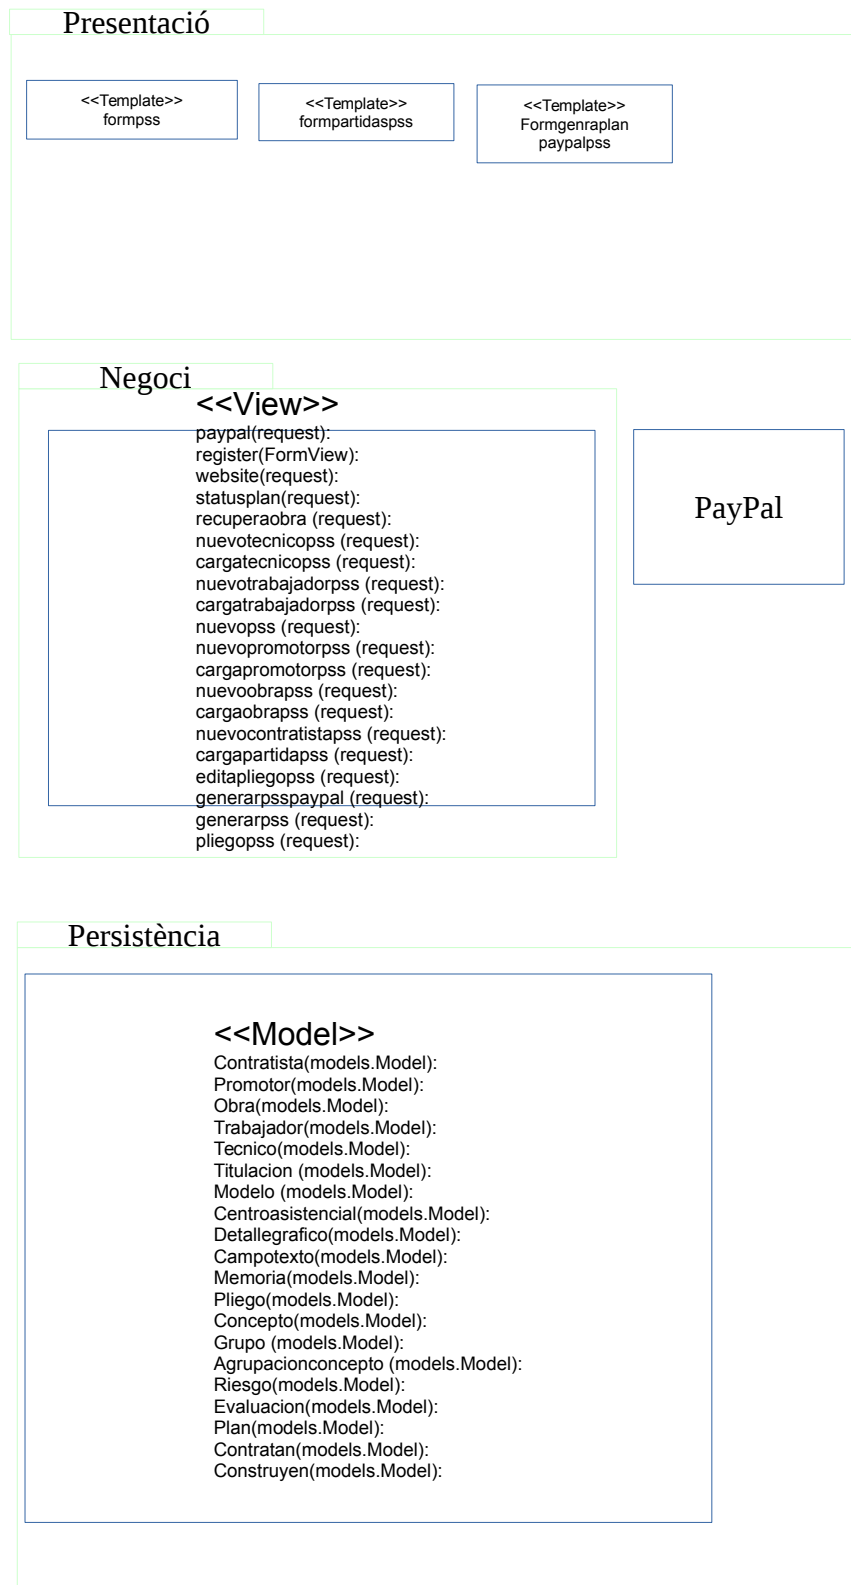 Presentació
<<Template>>
formpss
<<Template>>
formpartidaspss
<<Template>>
Formgenraplan
paypalpss
Negoci
<<View>>
paypal(request):
register(FormView):
website(request):
statusplan(request):
recuperaobra (request):
nuevotecnicopss (request):
cargatecnicopss (request):
nuevotrabajadorpss (request):
cargatrabajadorpss (request):
nuevopss (request):
nuevopromotorpss (request):
cargapromotorpss (request):
nuevoobrapss (request):
cargaobrapss (request):
nuevocontratistapss (request):
cargapartidapss (request):
editapliegopss (request):
generarpsspaypal (request):
generarpss (request):
pliegopss (request):
PayPal
Persistència
<<Model>>
Contratista(models.Model):
Promotor(models.Model):
Obra(models.Model):
Trabajador(models.Model):
Tecnico(models.Model):
Titulacion (models.Model):
Modelo (models.Model):
Centroasistencial(models.Model):
Detallegrafico(models.Model):
Campotexto(models.Model):
Memoria(models.Model):
Pliego(models.Model):
Concepto(models.Model):
Grupo (models.Model):
Agrupacionconcepto (models.Model):
Riesgo(models.Model):
Evaluacion(models.Model):
Plan(models.Model):
Contratan(models.Model):
Construyen(models.Model):